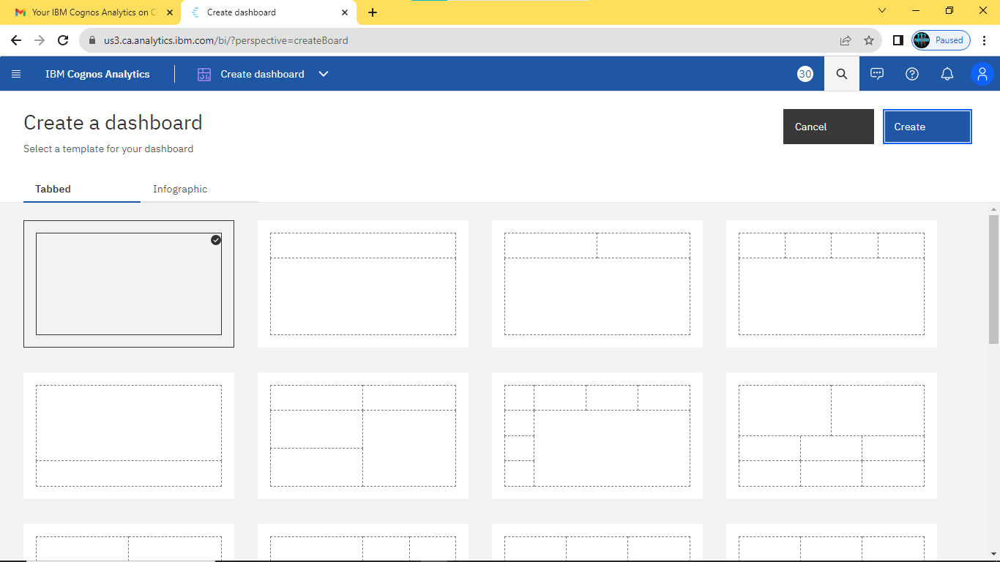 Your IBM Cognos Analytics on C
Create dashboard
us3.ca.analytics.ibm.com/bi/?perspective=createBoard
Paused
IBM Cognos Analytics
Create dashboard
30
Create a dashboard
Select a template for your dashboard
Cancel
Create
Tabbed
Infographic